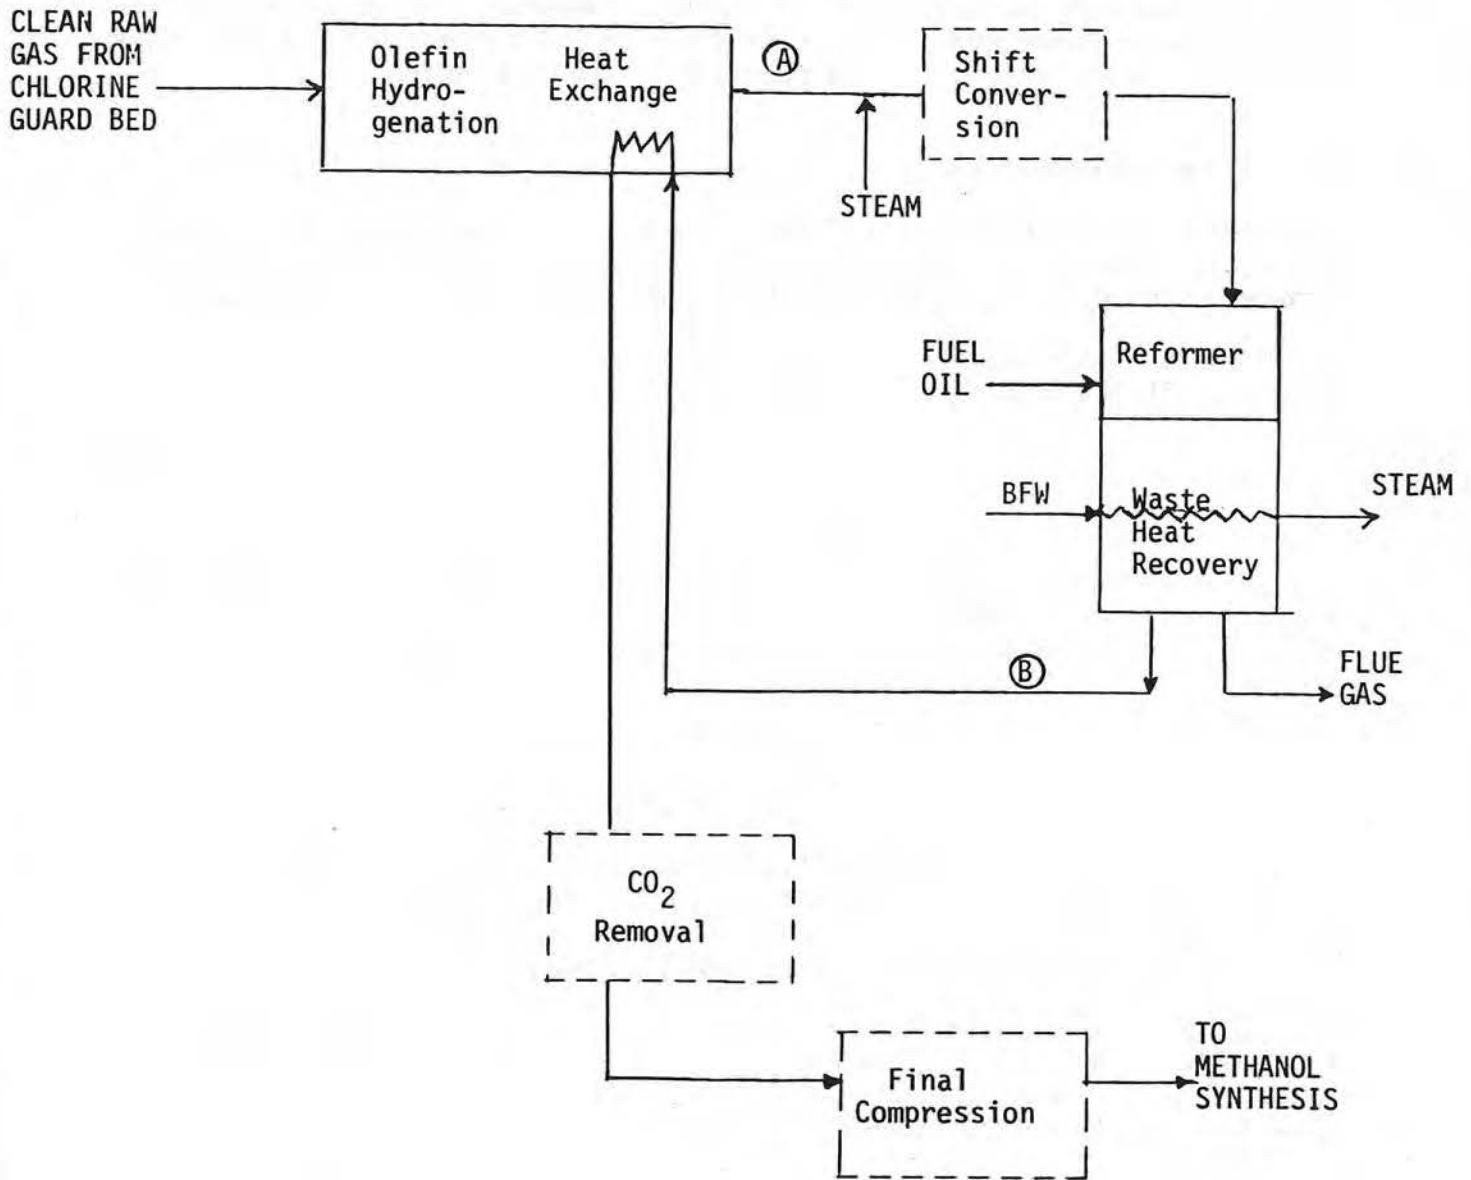 CLEAN RAW
GAS FROM
CHLORINE
GUARD BED
Olefin
Hydro-
genation
Heat
Exchange
A
STEAM
Shift
Conver-
sion
FUEL
OIL
Reformer
BFW
Waste
Heat
Recovery
STEAM
B
FLUE
GAS
CO2
Removal
Final
Compression
TO
METHANOL
SYNTHESIS